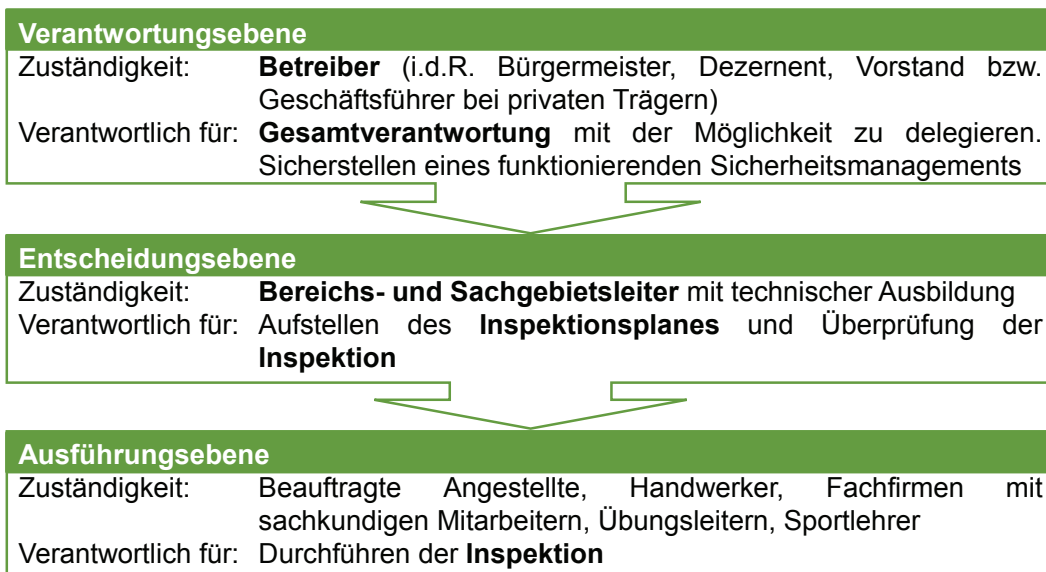 Verantwortungsebene
Zuständigkeit: Betreiber (i.d.R. Bürgermeister, Dezernent, Vorstand bzw.
Geschäftsführer bei privaten Trägern)
Verantwortlich für: Gesamtverantwortung mit der Möglichkeit zu delegieren.
Sicherstellen eines funktionierenden Sicherheitsmanagements
Entscheidungsebene
Zuständigkeit: Bereichs- und Sachgebietsleiter mit technischer Ausbildung
Verantwortlich für: Aufstellen des Inspektionsplanes und Überprüfung der
Inspektion
Ausführungsebene
Zuständigkeit: Beauftragte Angestellte, Handwerker, Fachfirmen mit
sachkundigen Mitarbeitern, Übungsleitern, Sportlehrer
Verantwortlich für: Durchführen der Inspektion